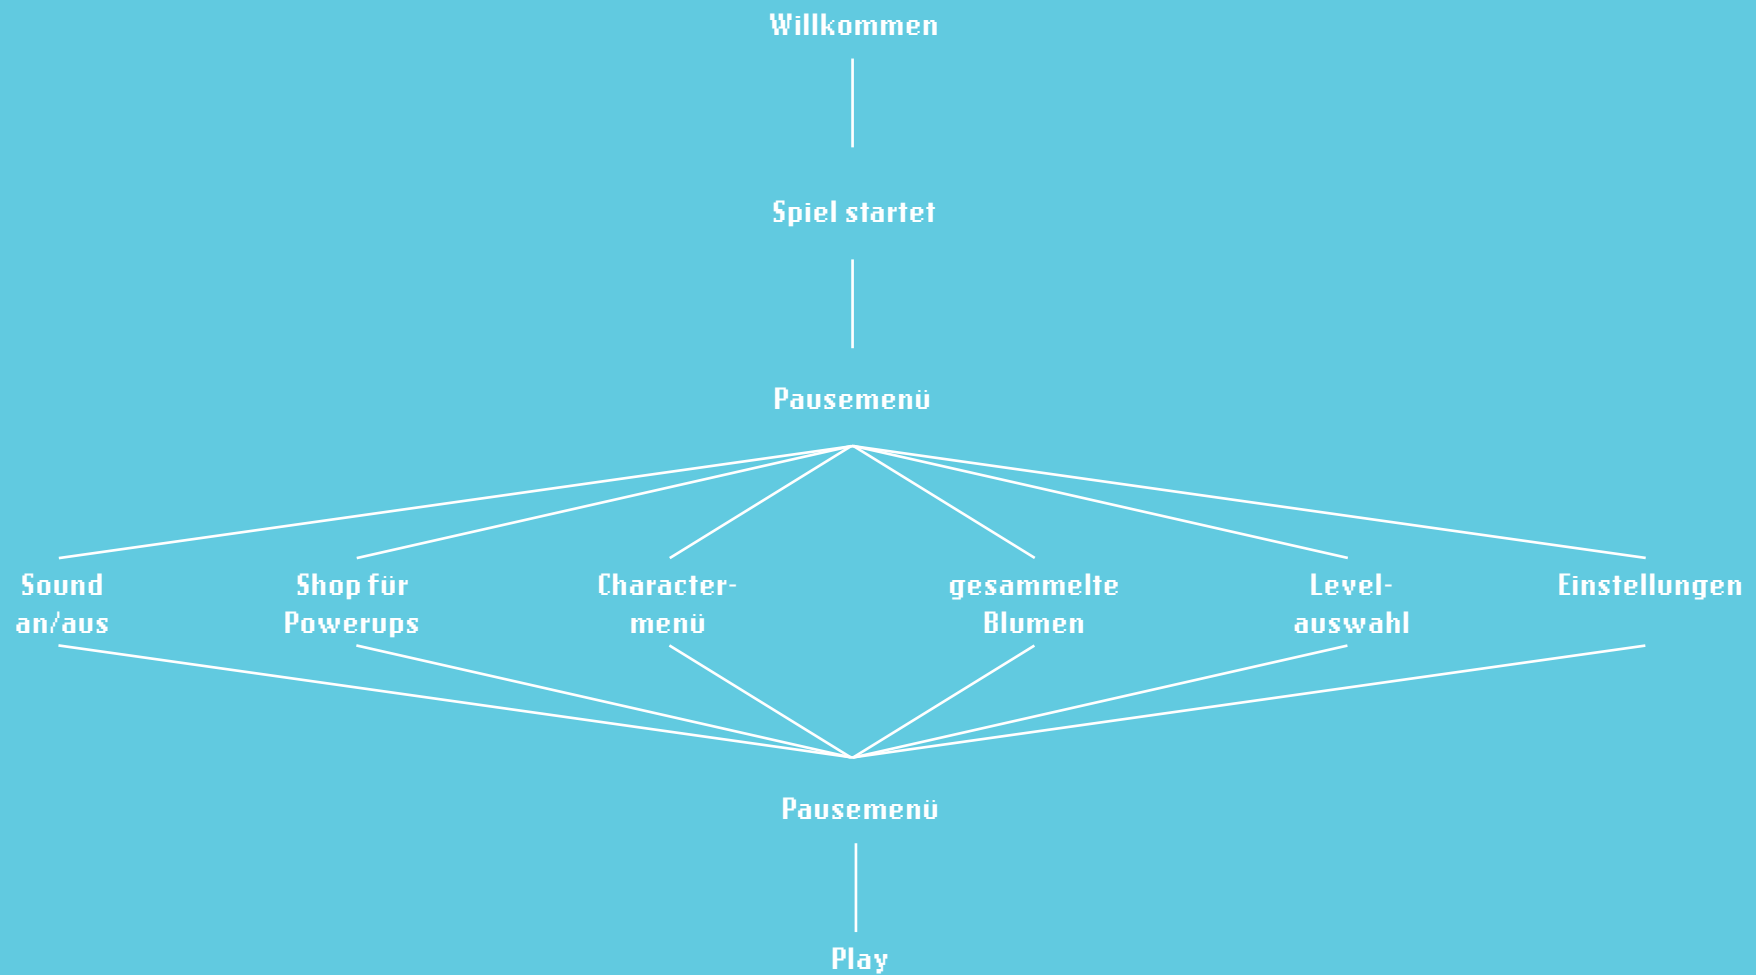 Willkommen
Spiel startet
Pausemenü
Sound
an/aus
Shop für
Powerups
Character-
menü
gesammelte
Blumen
Level-
auswahl
Einstellungen
Pausemenü
Play